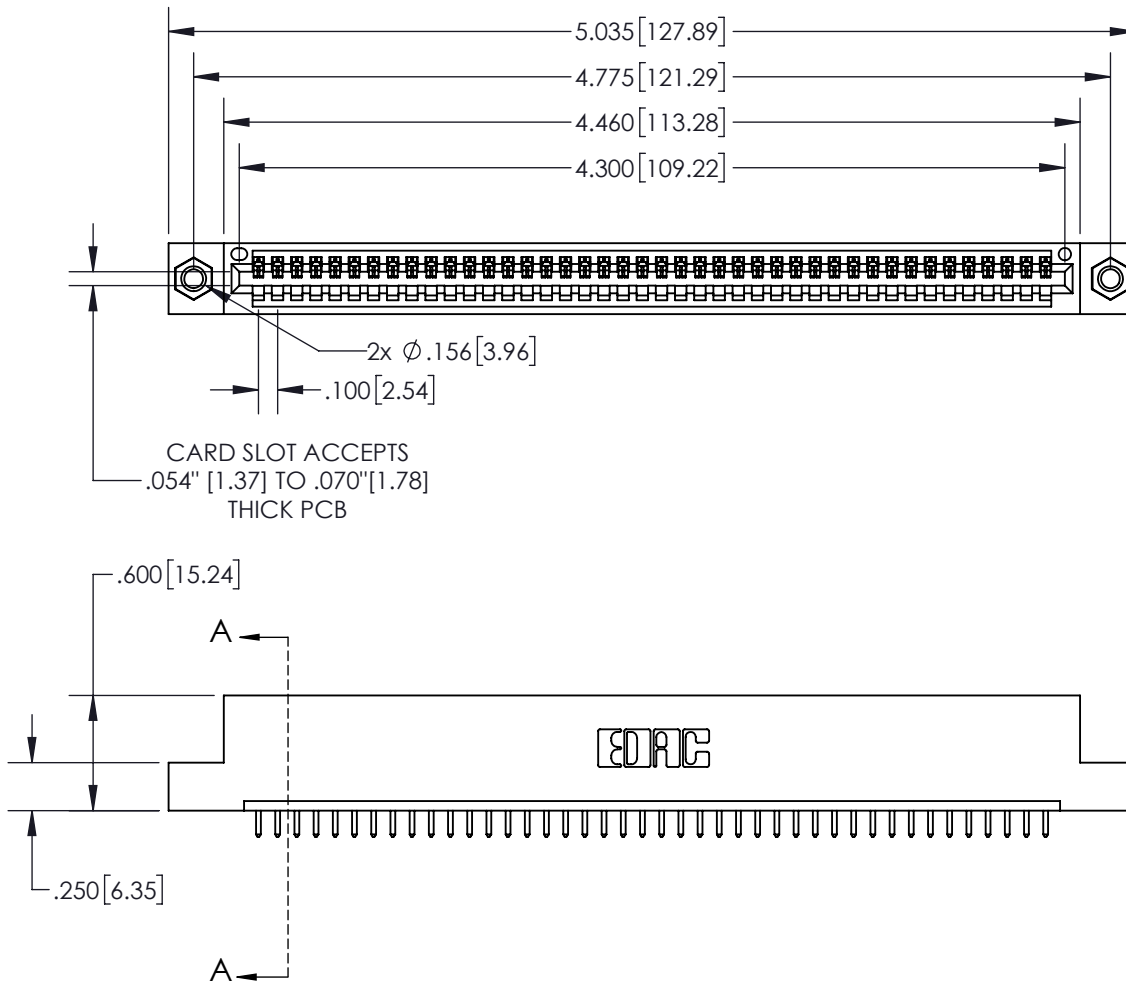 5.035[127.89]
4.775[121.29]
4.460[113.28]
4.300[109.22]
2x Ø.156[3.96]
.100[2.54]
CARD SLOT ACCEPTS
.054" [1.37] TO .070"[1.78]
THICK PCB
.600[15.24]
A
EDAC
.250[6.35]
A